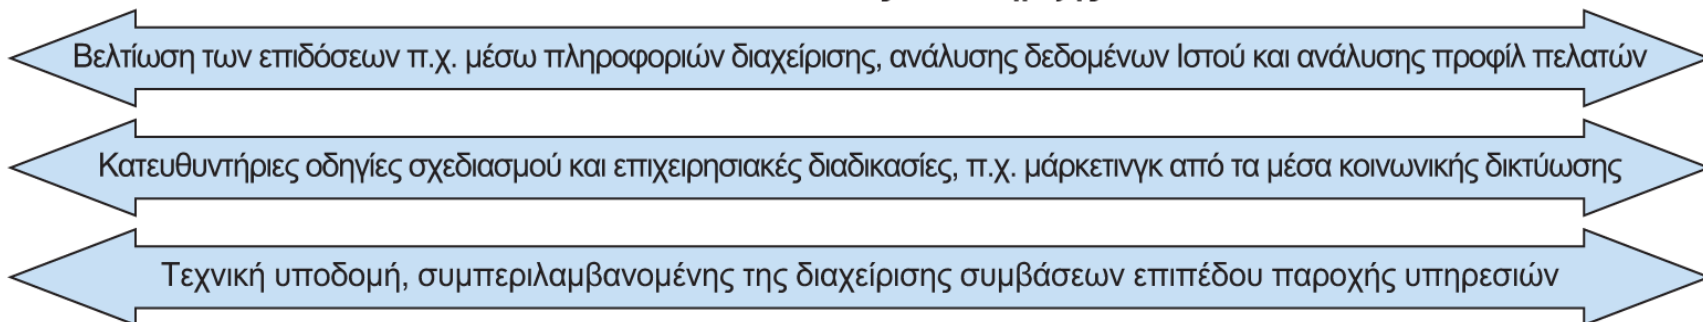 Βελτίωση των επιδόσεων π.χ. μέσω πληροφοριών διαχείρισης, ανάλυσης δεδομένων Ιστού και ανάλυσης προφίλ πελατών
Κατευθυντήριες οδηγίες σχεδιασμού και επιχειρησιακές διαδικασίες, π.χ. μάρκετινγκ από τα μέσα κοινωνικής δικτύωσης
Τεχνική υποδομή, συμπεριλαμβανομένης της διαχείρισης συμβάσεων επιπέδου παροχής υπηρεσιών